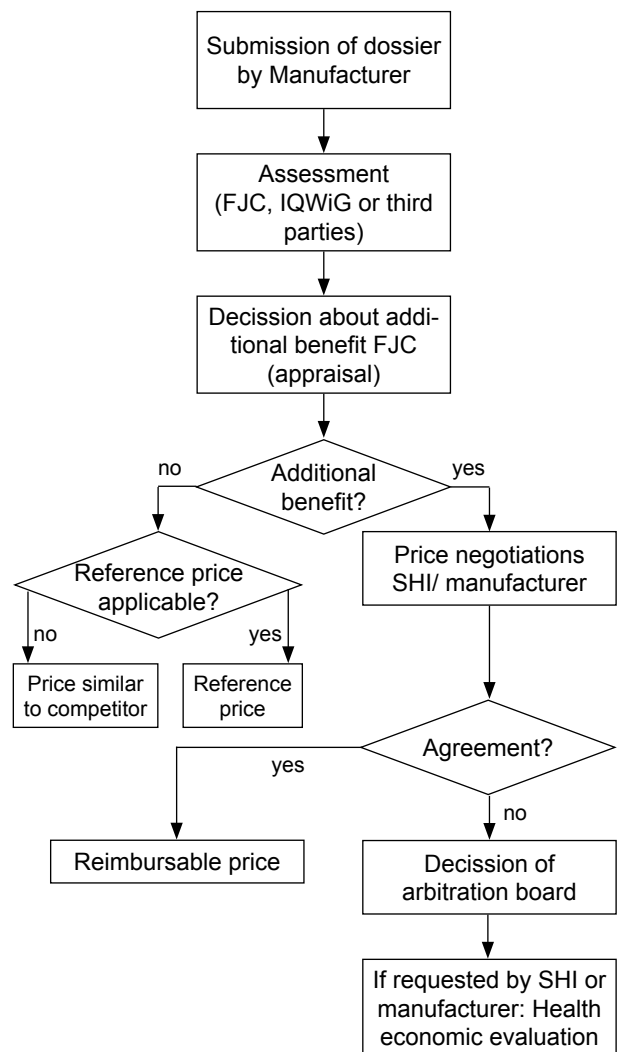 Submission of dossier
by Manufacturer
Assessment
(FJC, IQWiG or third
parties)
Decission about addi-
tional benefit FJC
(appraisal)
no
Additional
benefit?
yes
Reference price
applicable?
Price negotiations
SHI/ manufacturer
no
yes
Price similar
to competitor
Reference
price
Agreement?
yes
no
Reimbursable price
Decission of
arbitration board
If requested by SHI or
manufacturer: Health
economic evaluation